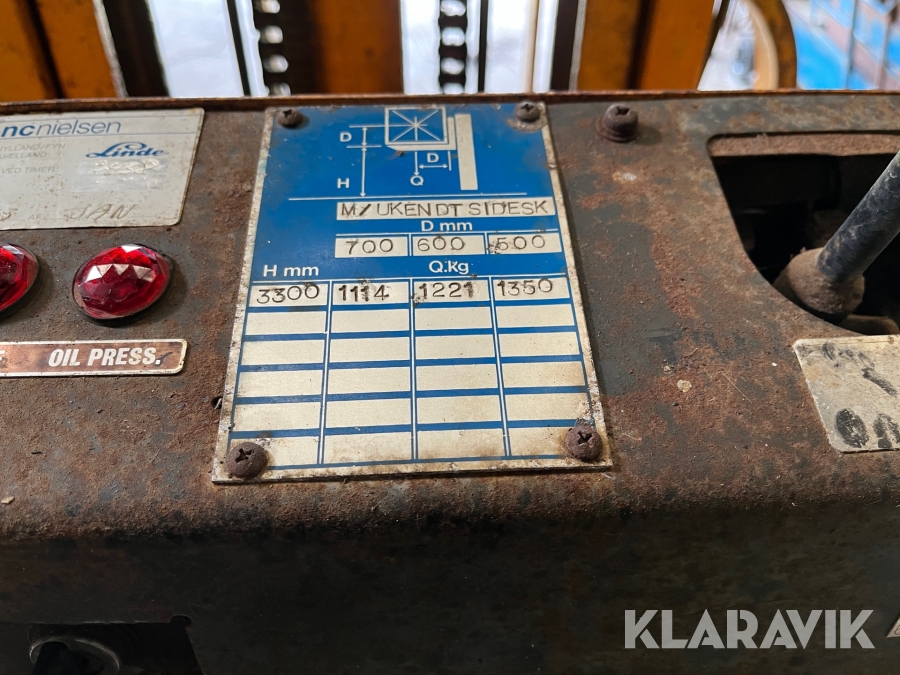 ncnielsen
Linde
D
D
H
Q
M/UKENDT SIDESK
D mm
700 600 500
H mm Q.Kg
3300 1114 1221 1350
OIL PRESS.
KLARAVIK